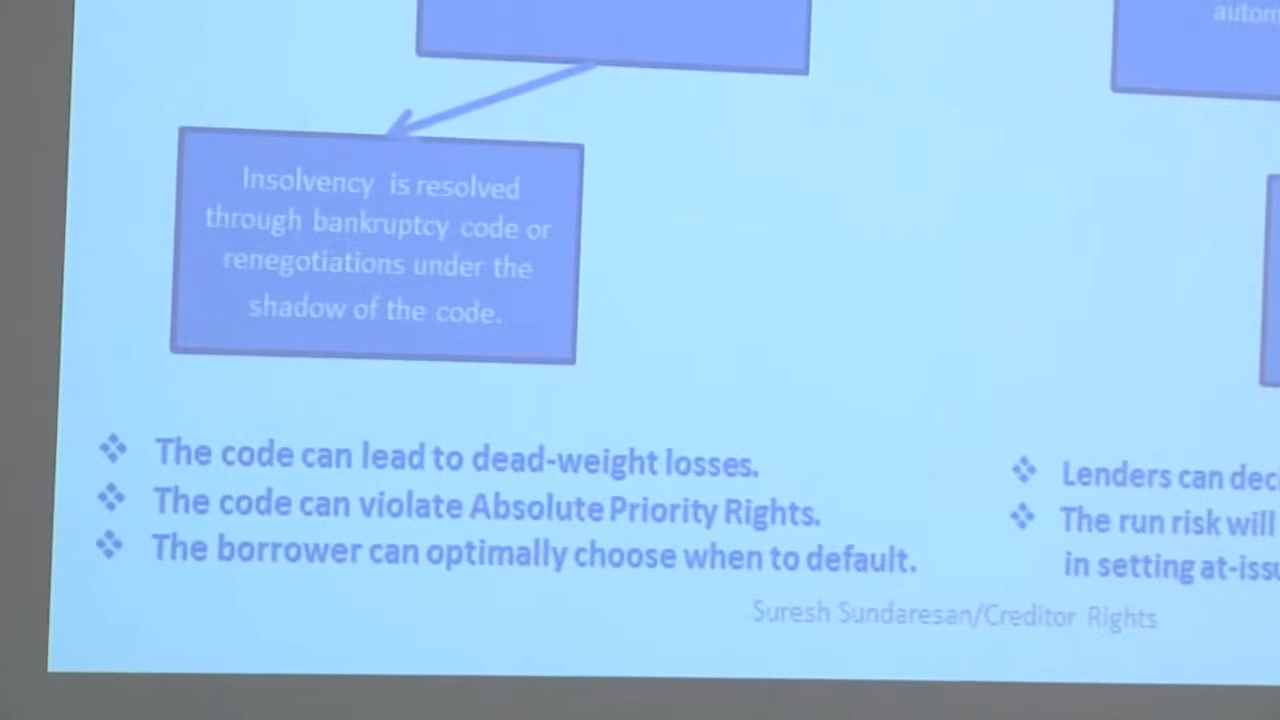 autom
Insolvency is resolved
through bankruptcy code or
renegotiations under the
shadow of the code.
The code can lead to dead-weight losses.
The code can violate Absolute Priority Rights.
The borrower can optimally choose when to default.
Lenders can dec
The run risk will
in setting at-issu
Suresh Sundaresan/Creditor Rights